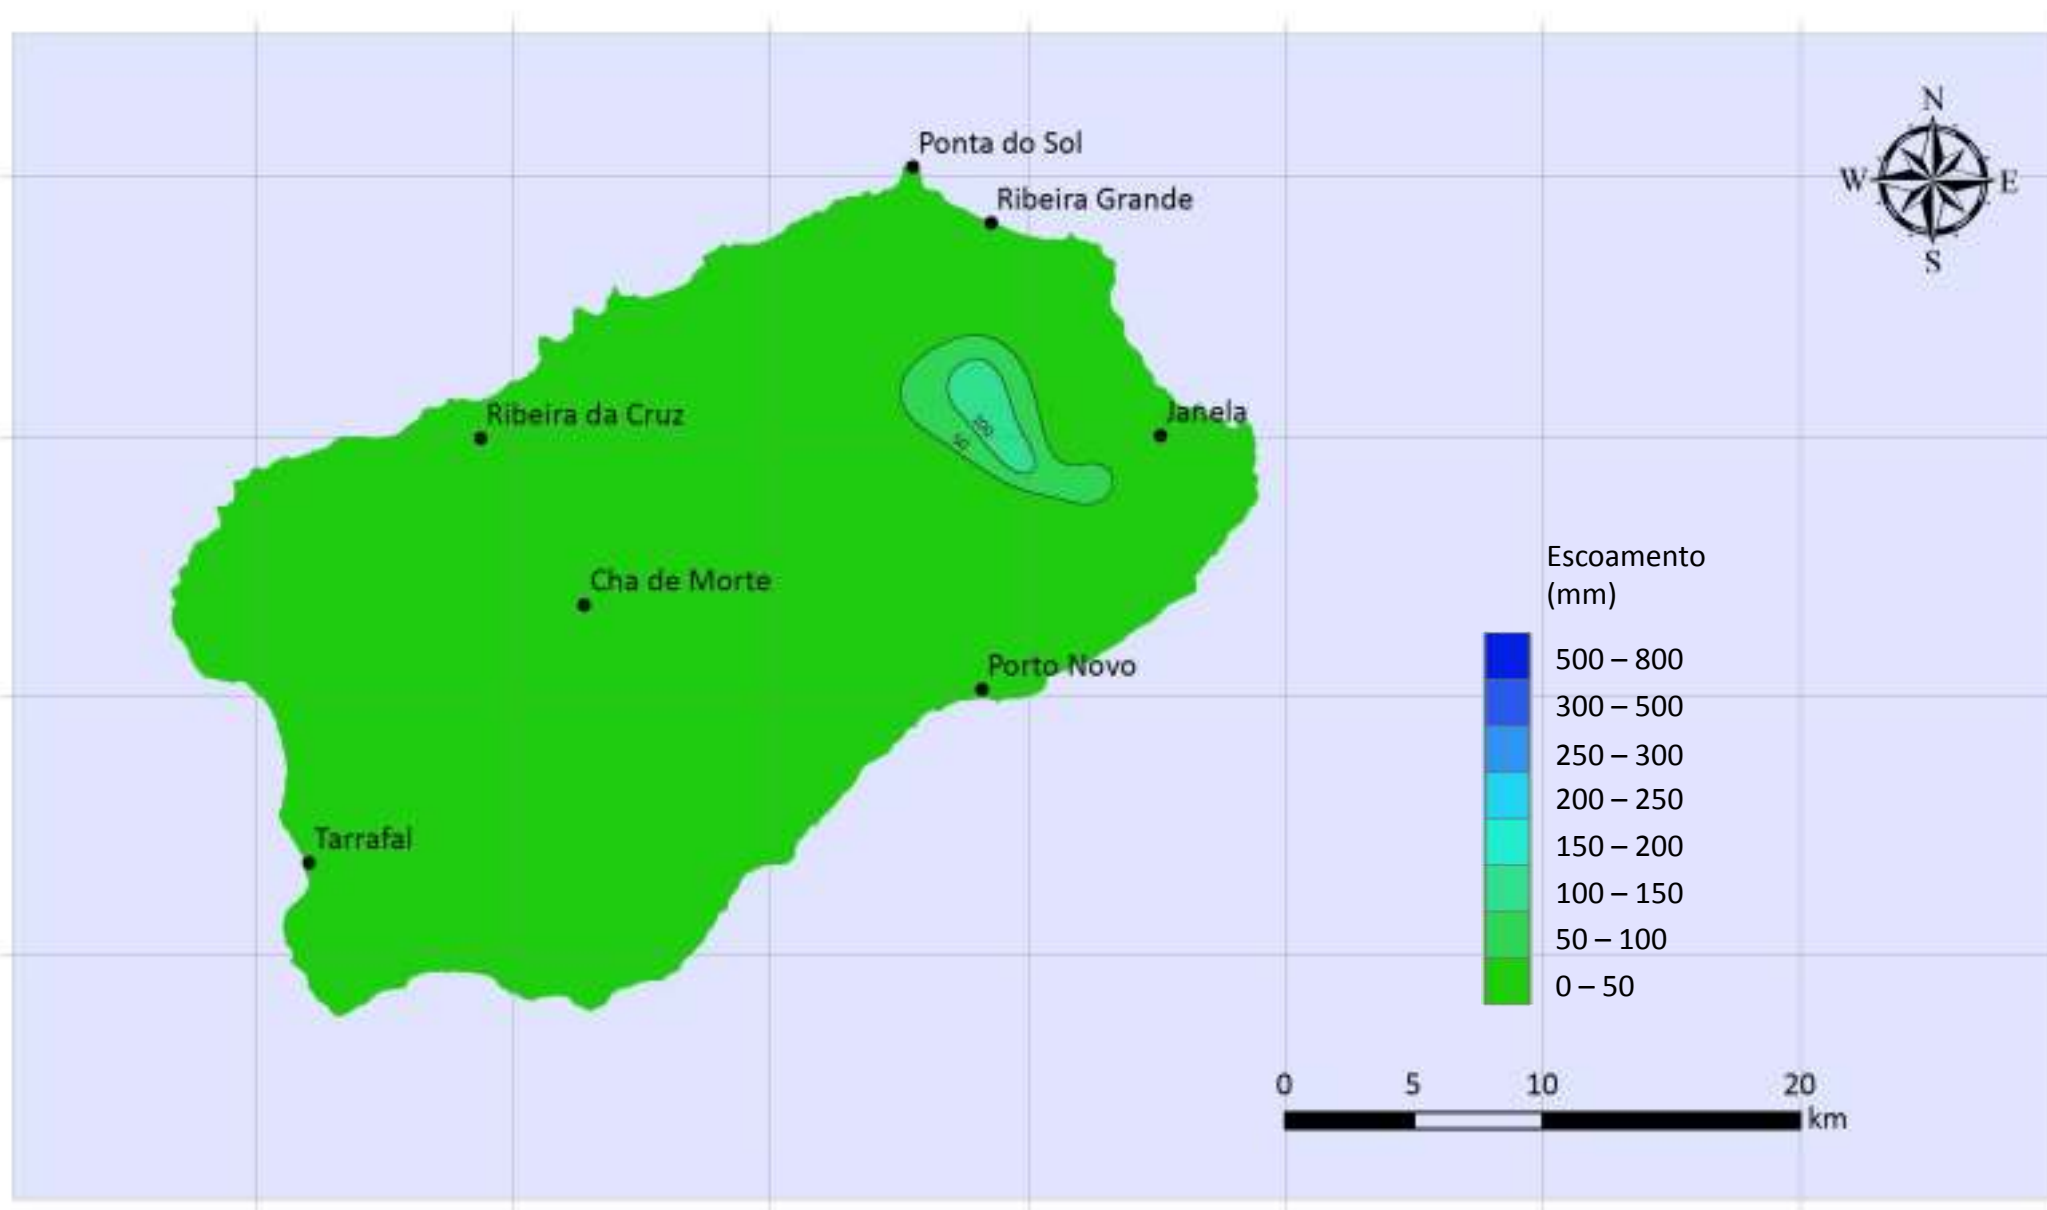 N
W
E
S
Ponta do Sol
Ribeira Grande
Ribeira da Cruz
Janela
100
50
Cha de Morte
Porto Novo
Tarrafal
Escoamento
(mm)
500 – 800
300 – 500
250 – 300
200 – 250
150 – 200
100 – 150
50 – 100
0 – 50
0 5 10 20
km